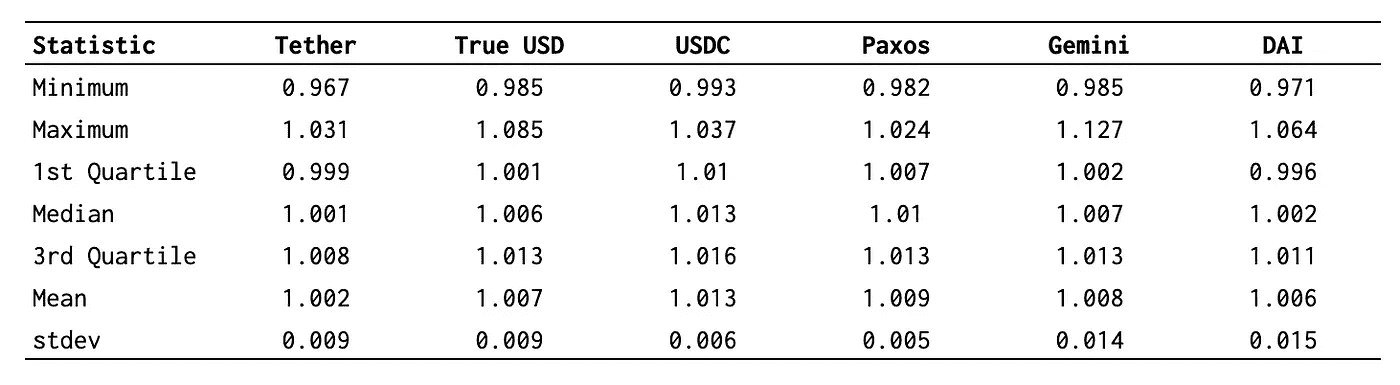 Statistic Tether True USD USDC Paxos Gemini DAI
Minimum 0.967 0.985 0.993 0.982 0.985 0.971
Maximum 1.031 1.085 1.037 1.024 1.127 1.064
1st Quartile 0.999 1.001 1.01 1.007 1.002 0.996
Median 1.001 1.006 1.013 1.01 1.007 1.002
3rd Quartile 1.008 1.013 1.016 1.013 1.013 1.011
Mean 1.002 1.007 1.013 1.009 1.008 1.006
stdev 0.009 0.009 0.006 0.005 0.014 0.015